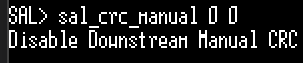 SAL> sal_crc_manual 0 0
Disable Downstream Manual CRC